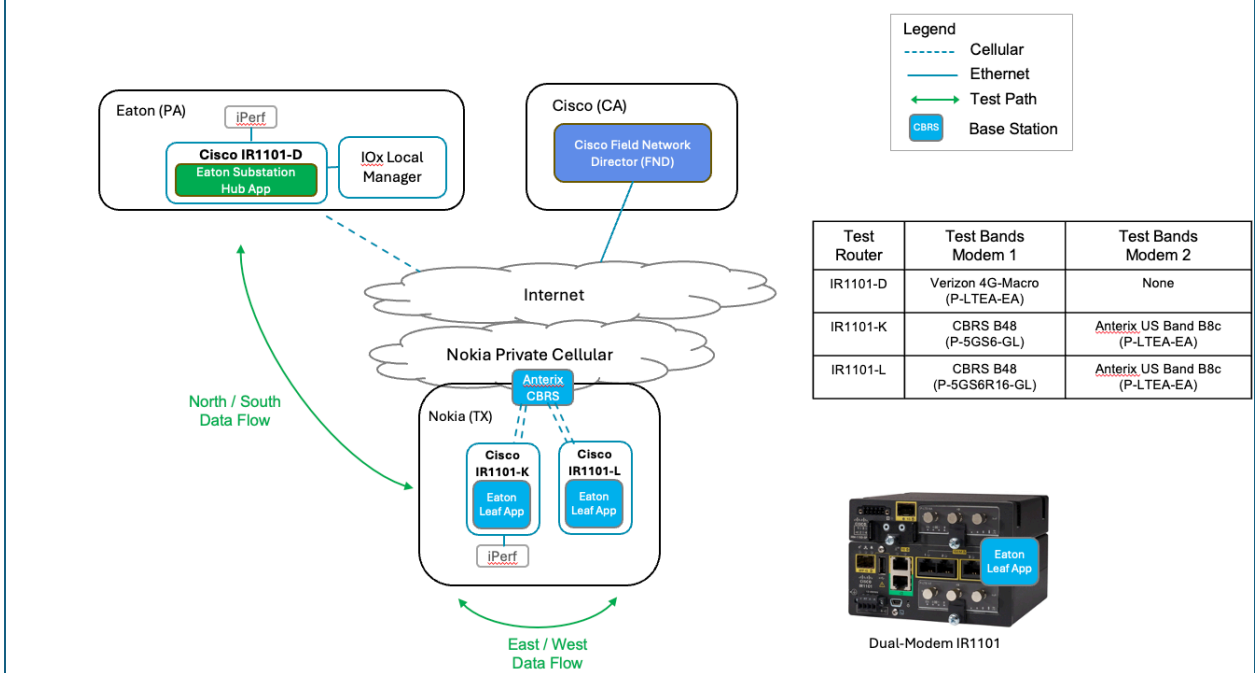 Legend
Cellular
Ethernet
Test Path
CBRS
Base Station
Eaton (PA)
iPerf
Cisco IR1101-D
Eaton Substation
Hub App
IOx Local
Manager
Cisco (CA)
Cisco Field Network
Director (FND)
Internet
Nokia Private Cellular
Anterix
CBRS
Nokia (TX)
Cisco
IR1101-K
Eaton
Leaf App
iPerf
Cisco
IR1101-L
Eaton
Leaf App
North / South
Data Flow
East / West
Data Flow
Test
Router
Test Bands
Modem 1
Test Bands
Modem 2
IR1101-D
Verizon 4G-Macro
(P-LTEA-EA)
None
IR1101-K
CBRS B48
(P-5GS6-GL)
Anterix US Band B8c
(P-LTEA-EA)
IR1101-L
CBRS B48
(P-5GS6R16-GL)
Anterix US Band B8c
(P-LTEA-EA)
Eaton
Leaf App
Dual-Modem IR1101